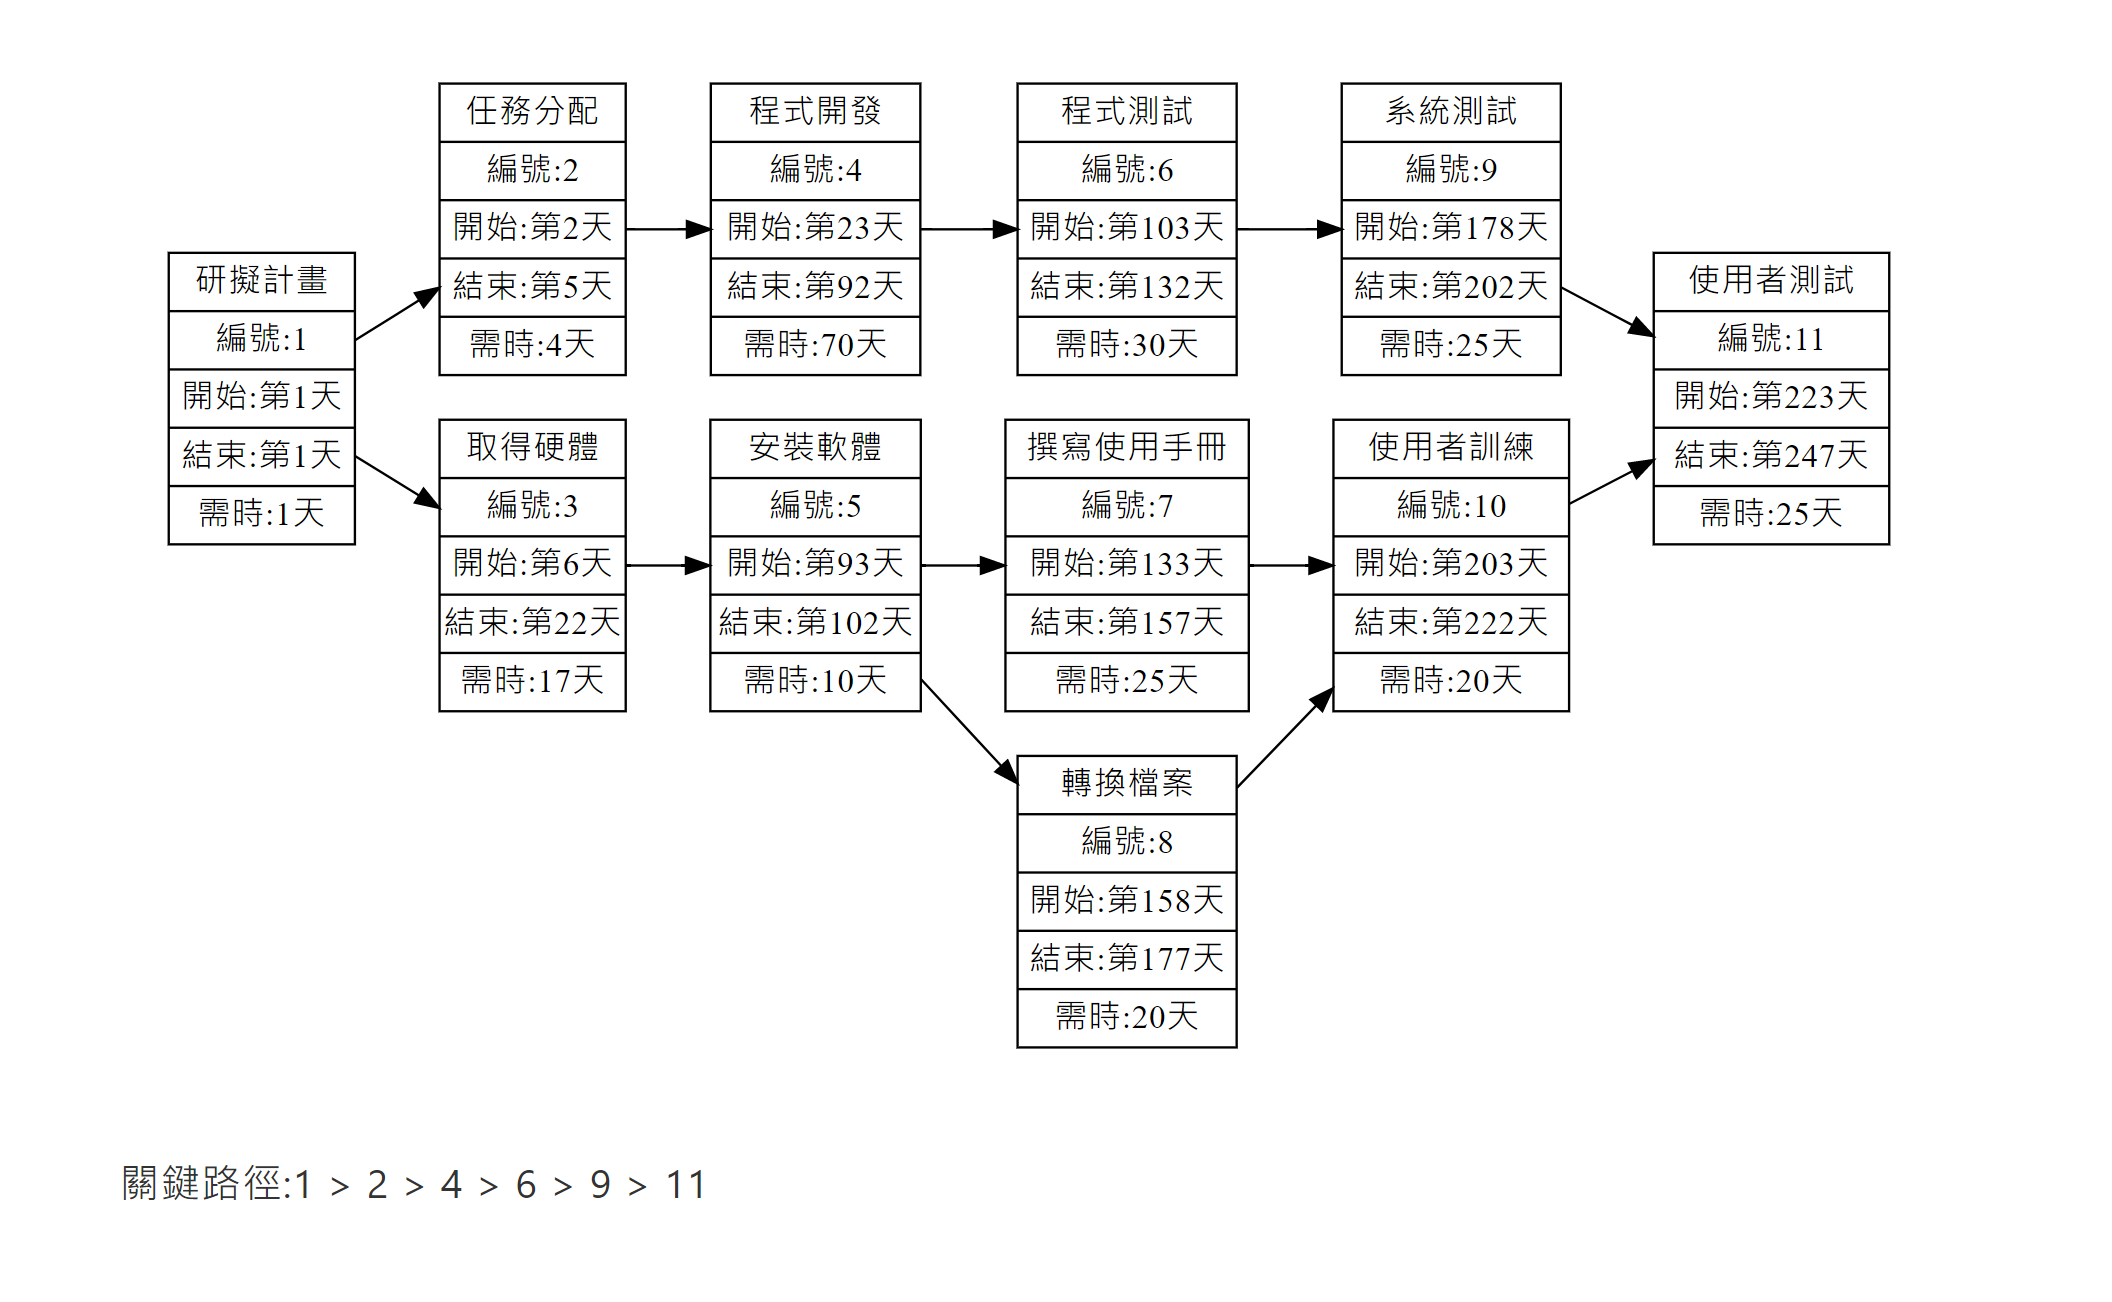 研擬計畫
編號:1
開始:第1天
結束:第1天
需時:1天
任務分配
編號:2
開始:第2天
結束:第5天
需時:4天
程式開發
編號:4
開始:第23天
結束:第92天
需時:70天
程式測試
編號:6
開始:第103天
結束:第132天
需時:30天
系統測試
編號:9
開始:第178天
結束:第202天
需時:25天
取得硬體
編號:3
開始:第6天
結束:第22天
需時:17天
安裝軟體
編號:5
開始:第93天
結束:第102天
需時:10天
撰寫使用手冊
編號:7
開始:第133天
結束:第157天
需時:25天
使用者訓練
編號:10
開始:第203天
結束:第222天
需時:20天
轉換檔案
編號:8
開始:第158天
結束:第177天
需時:20天
使用者測試
編號:11
開始:第223天
結束:第247天
需時:25天
關鍵路徑:1 > 2 > 4 > 6 > 9 > 11